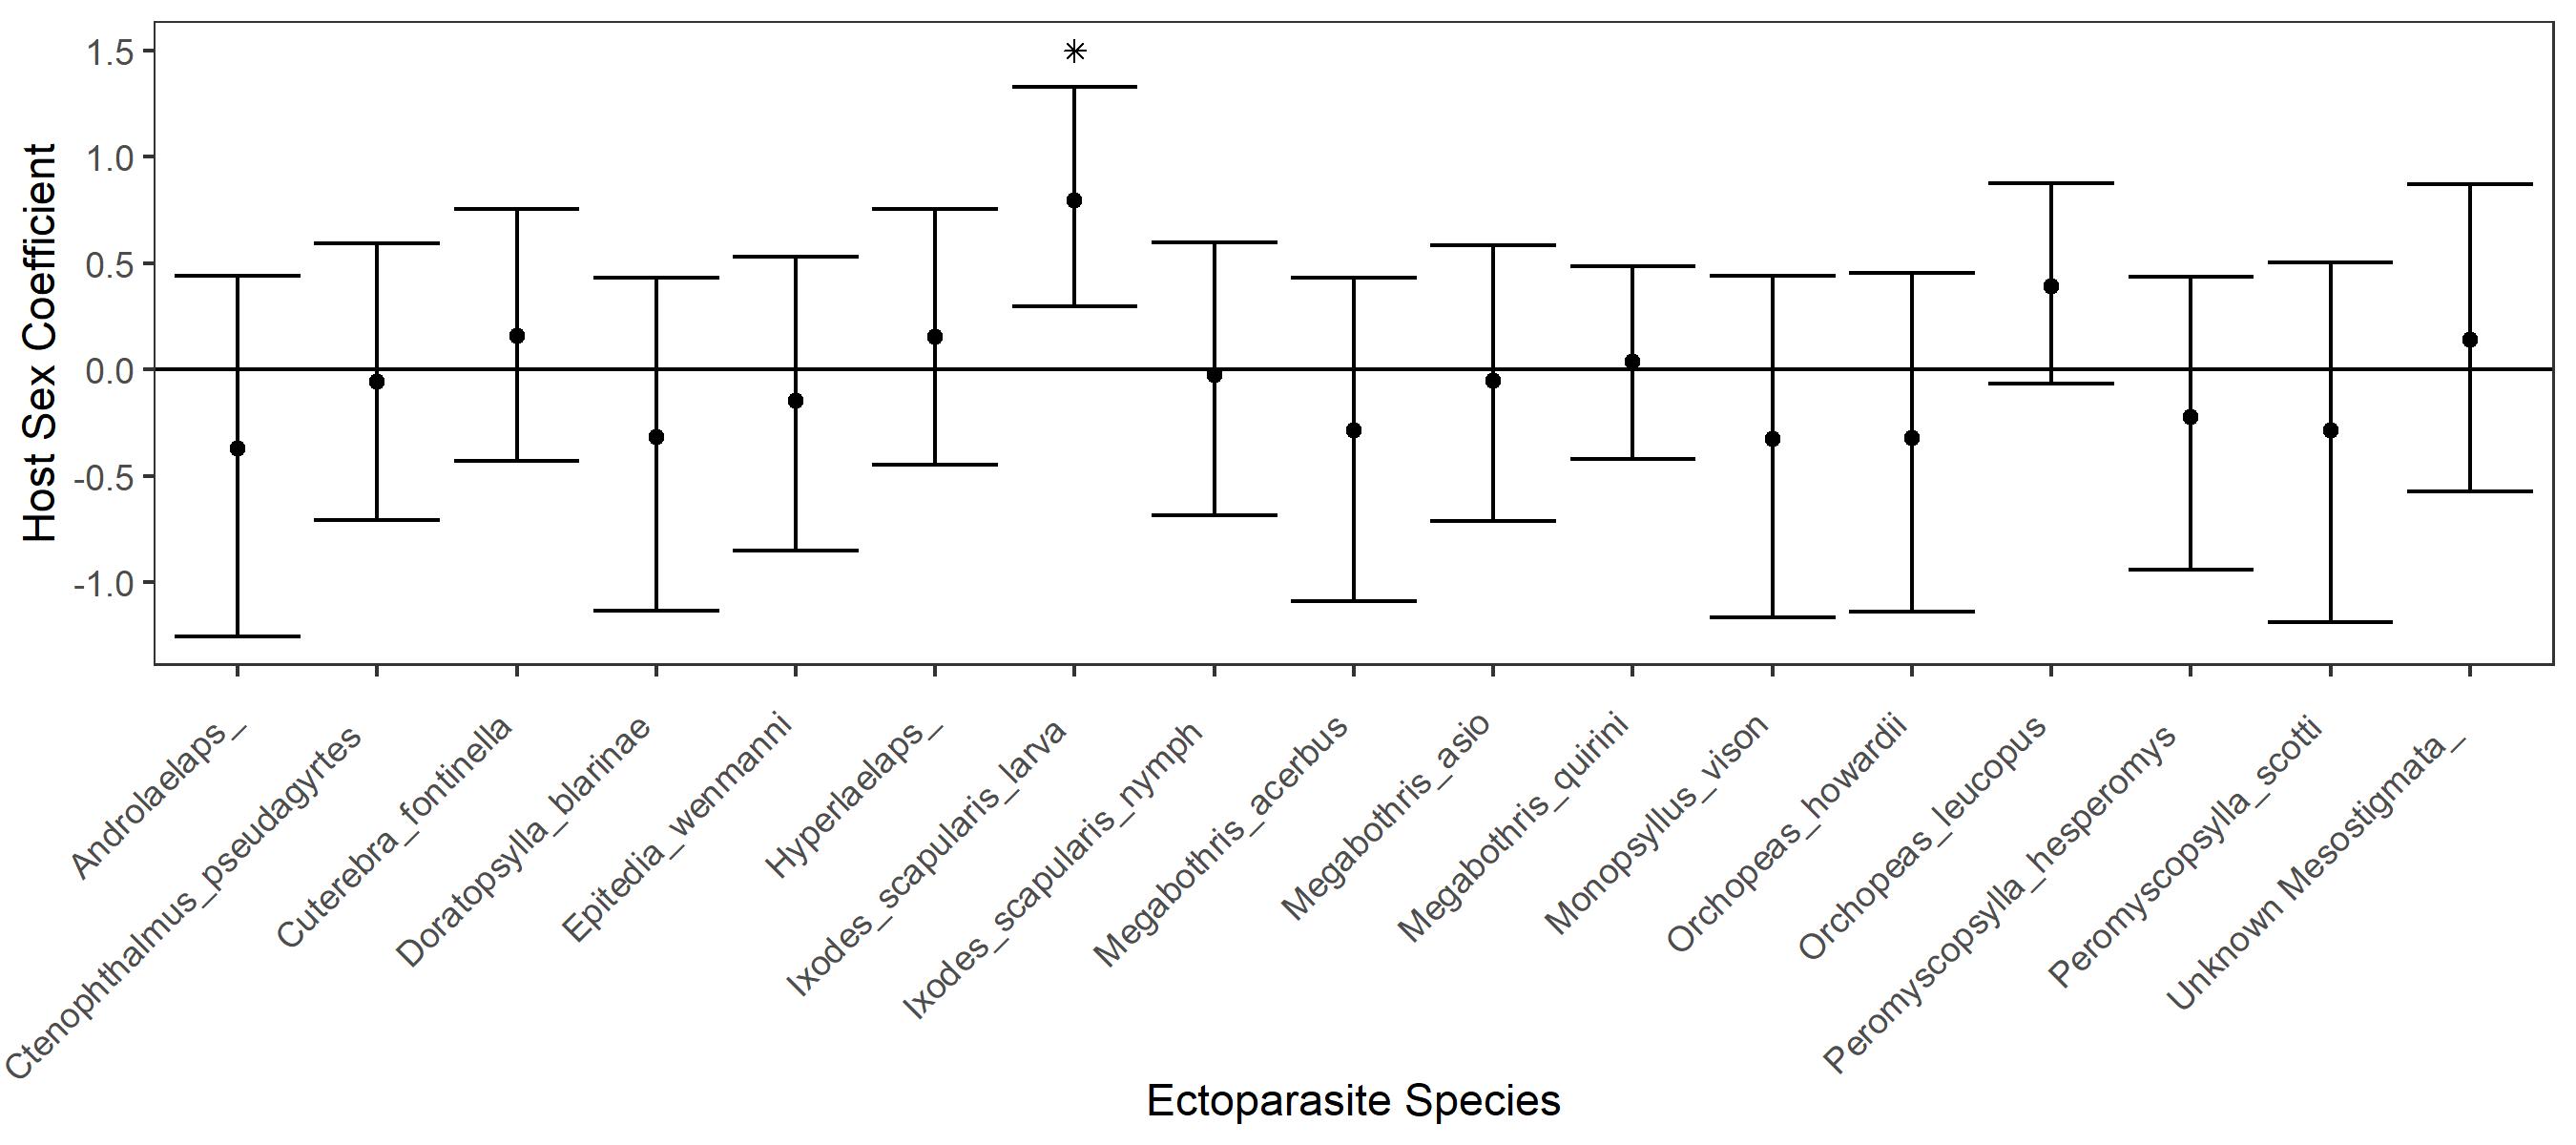 1.5
1.0
0.5
0.0
-0.5
-1.0
Host Sex Coefficient
*
Androlaelaps_
Ctenophthalmus_pseudagyrtes
Cuterebra_fontinella
Doratopsylla_blarinae
Epitedia_wenmanni
Hyperlaelaps_
Ixodes_scapularis_larva
Ixodes_scapularis_nymph
Megabothris_acerbus
Megabothris_asio
Megabothris_quirini
Monopsyllus_vison
Orchopeas_howardii
Orchopeas_leucopus
Peromyscopsylla_hesperomys
Peromyscopsylla_scotti
Unknown Mesostigmata_
Ectoparasite Species